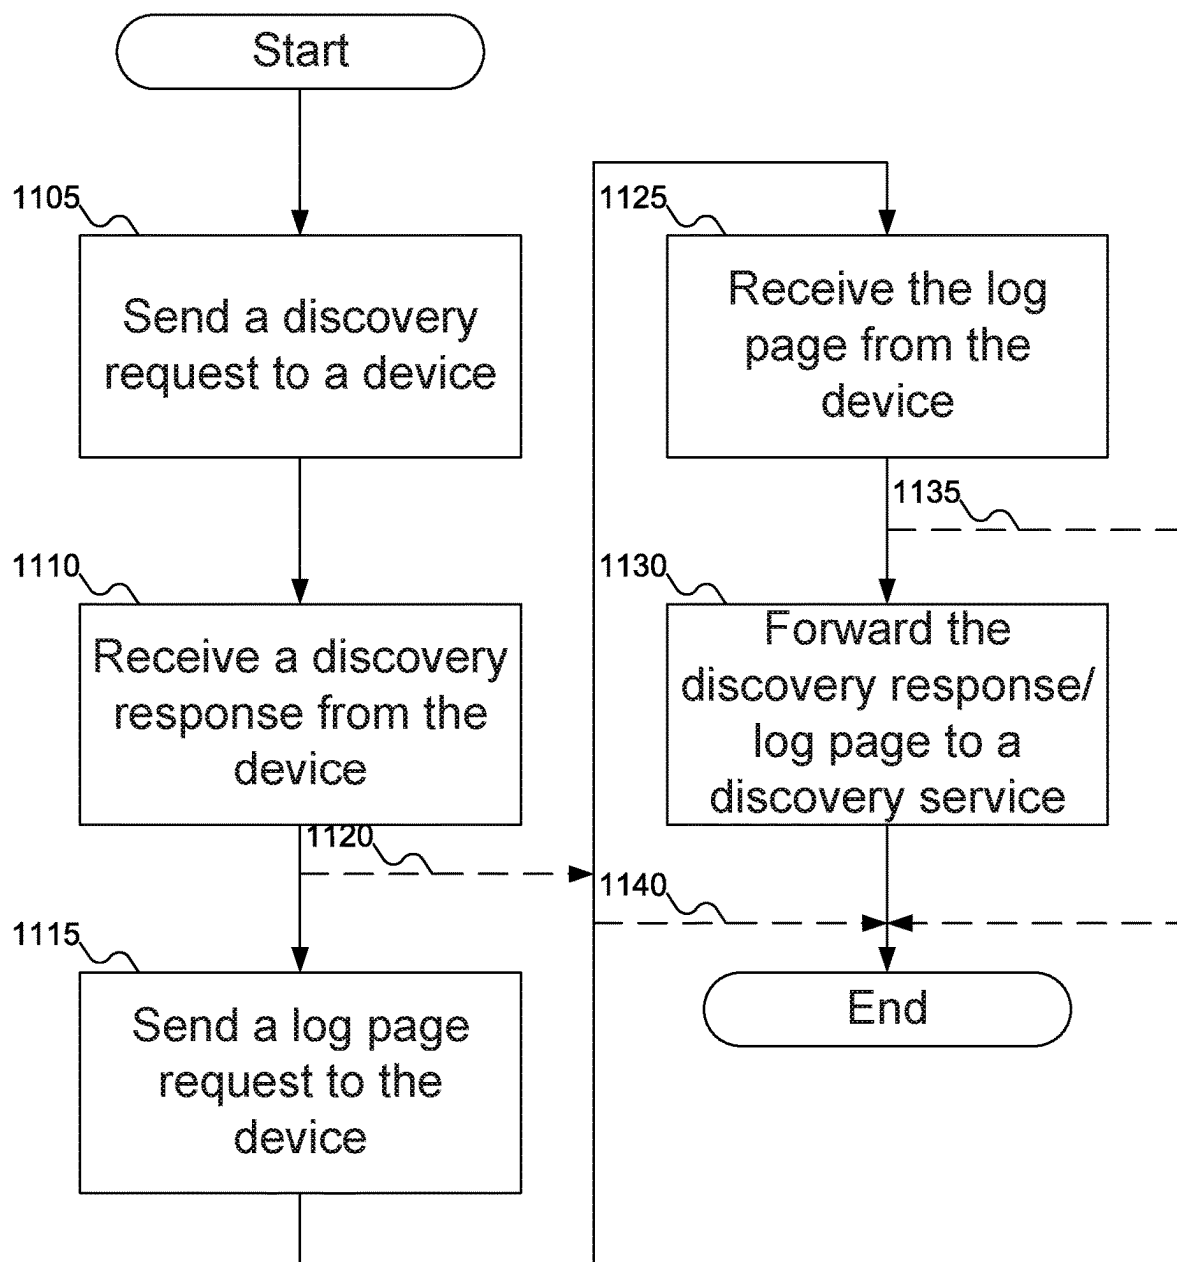 Start
1105
Send a discovery
request to a device
1110
Receive a discovery
response from the
device
1120
1115
Send a log page
request to the
device
1125
Receive the log
page from the
device
1135
1130
Forward the
discovery response/
log page to a
discovery service
1140
End